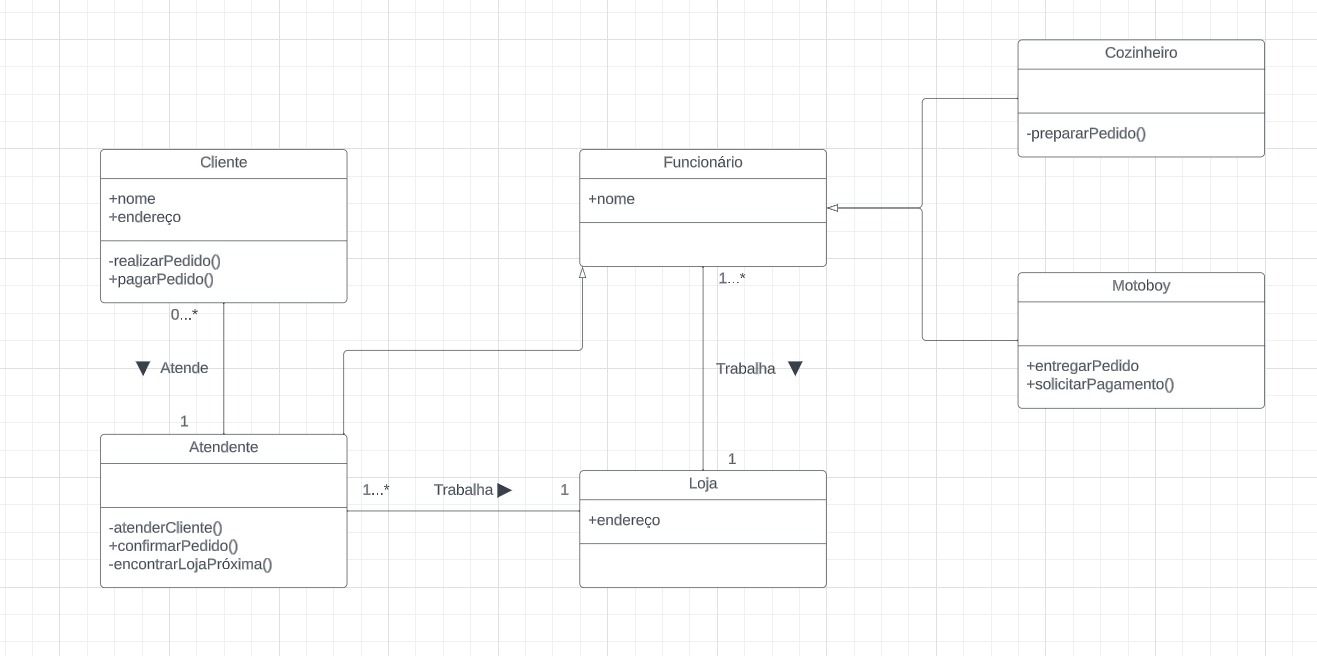 Cozinheiro
-prepararPedido()
Cliente
+nome
+endereço
-realizarPedido()
+pagarPedido()
Funcionário
+nome
Motoboy
+entregarPedido
+solicitarPagamento()
0...*
▼ Atende
1
1...*
Trabalha ▼
1
Atendente
-atenderCliente()
+confirmarPedido()
-encontrarLojaPróxima()
1...* Trabalha ▶ 1
Loja
+endereço